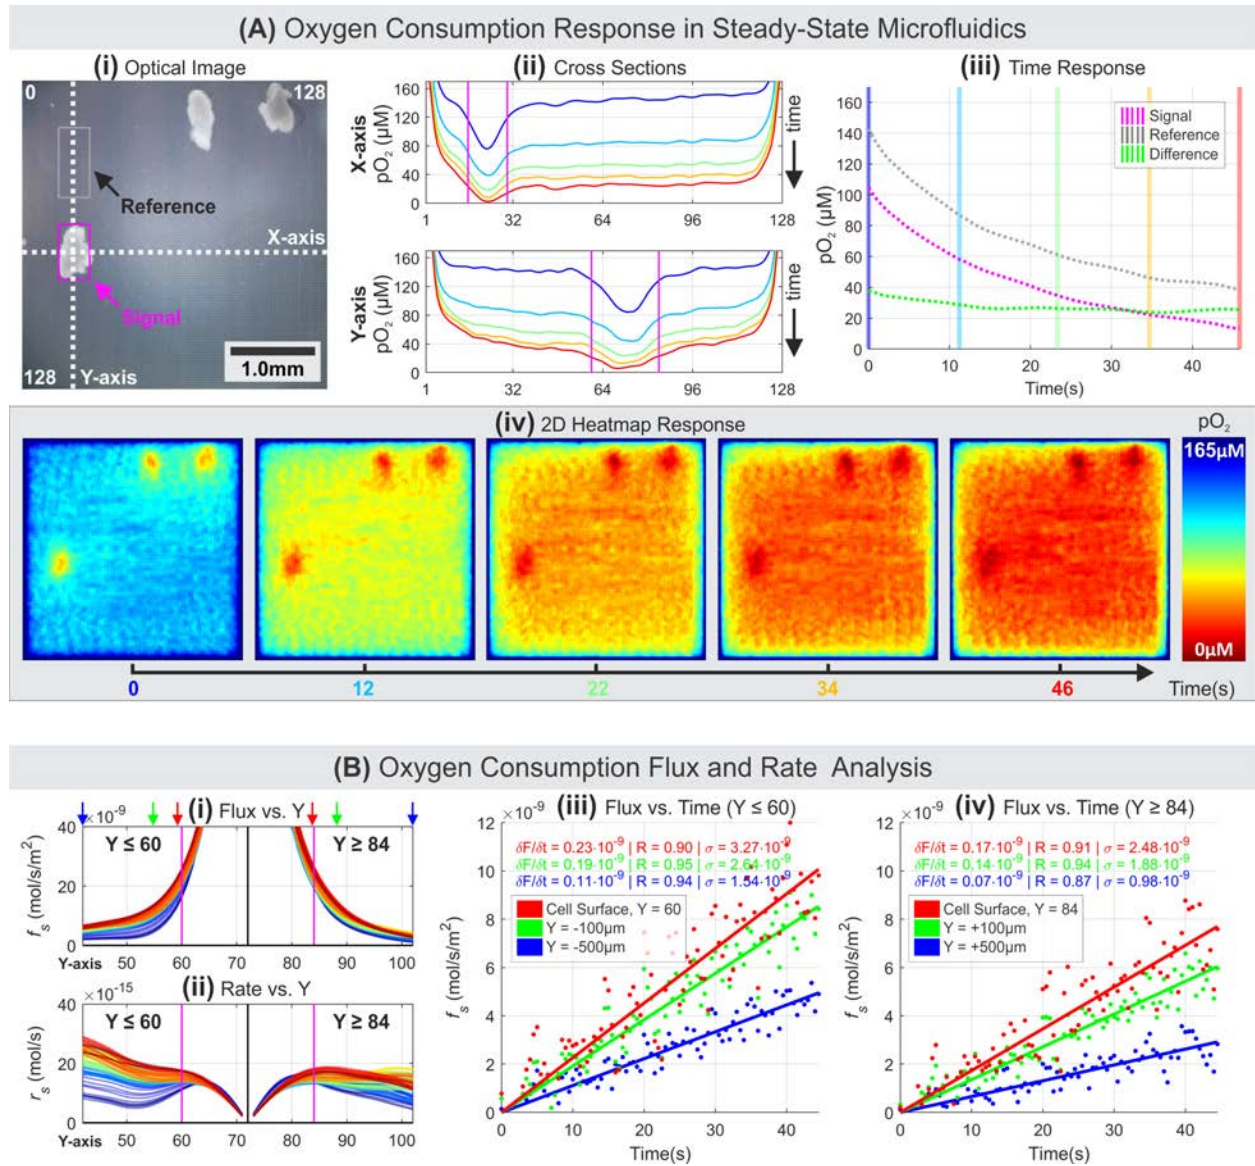 (A) Oxygen Consumption Response in Steady-State Microfluidics
(i) Optical Image
0
128
Reference
X-axis
Signal
128
Y-axis
1.0mm
(ii) Cross Sections
X-axis
pO₂ (µM)
160
120
80
40
0
1
32
64
96
128
time
Y-axis
pO₂ (µM)
160
120
80
40
0
1
32
64
96
128
time
(iii) Time Response
pO₂ (µM)
160
140
120
100
80
60
40
20
0
Signal
Reference
Difference
0
10
20
30
40
Time(s)
(iv) 2D Heatmap Response
pO₂
165µM
0µM
0
12
22
34
46
Time(s)
(B) Oxygen Consumption Flux and Rate Analysis
(i) Flux vs. Y
×10⁻⁹
40
20
0
fₛ (mol/s/m²)
Y ≤ 60
Y ≥ 84
Y-axis
50
60
70
80
90
100
(ii) Rate vs. Y
×10⁻¹⁵
40
20
0
rₛ (mol/s)
Y ≤ 60
Y ≥ 84
Y-axis
50
60
70
80
90
100
(iii) Flux vs. Time (Y ≤ 60)
×10⁻⁹
12
10
8
6
4
2
0
fₛ (mol/s/m²)
δF/δt = 0.23·10⁻⁹ | R = 0.90 | σ = 3.27·10⁻⁹
δF/δt = 0.19·10⁻⁹ | R = 0.95 | σ = 2.64·10⁻⁹
δF/δt = 0.11·10⁻⁹ | R = 0.94 | σ = 1.54·10⁻⁹
Cell Surface, Y = 60
Y = -100µm
Y = -500µm
0
10
20
30
40
Time(s)
(iv) Flux vs. Time (Y ≥ 84)
×10⁻⁹
12
10
8
6
4
2
0
fₛ (mol/s/m²)
δF/δt = 0.17·10⁻⁹ | R = 0.91 | σ = 2.48·10⁻⁹
δF/δt = 0.14·10⁻⁹ | R = 0.94 | σ = 1.88·10⁻⁹
δF/δt = 0.07·10⁻⁹ | R = 0.87 | σ = 0.98·10⁻⁹
Cell Surface, Y = 84
Y = +100µm
Y = +500µm
0
10
20
30
40
Time(s)